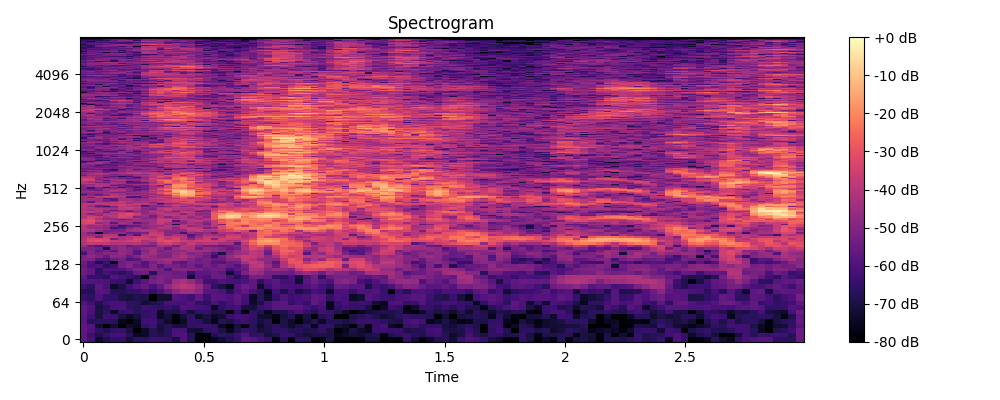 Spectrogram
Hz
4096
2048
1024
512
256
128
64
0
0
0.5
1
1.5
2
2.5
Time
+0 dB
-10 dB
-20 dB
-30 dB
-40 dB
-50 dB
-60 dB
-70 dB
-80 dB